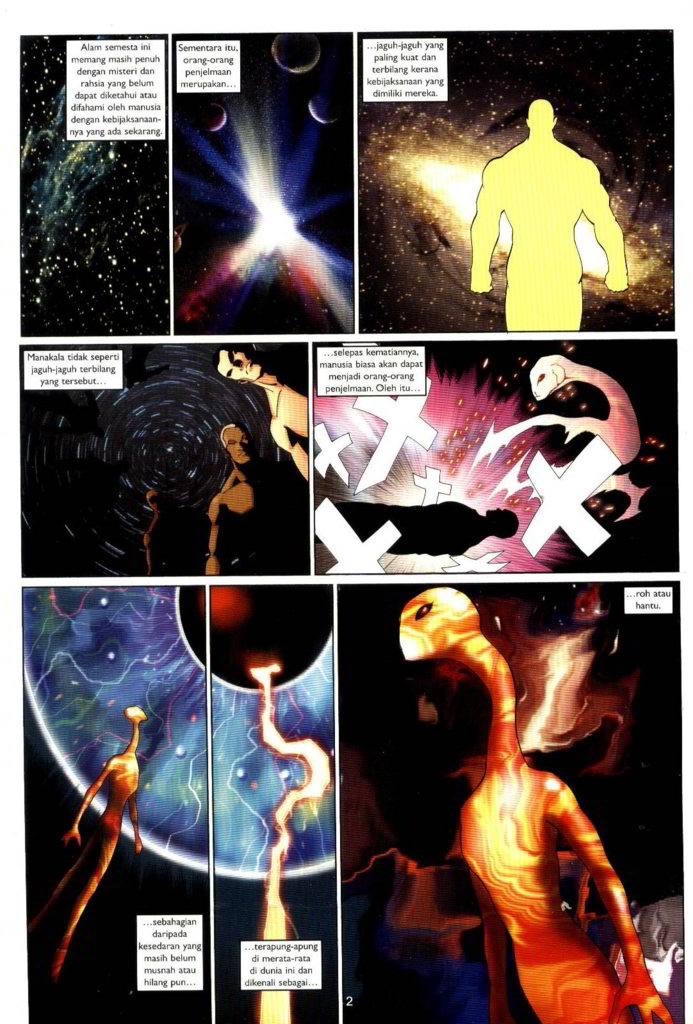 Alam semesta ini
memang masih penuh
dengan misteri dan
rahsia yang belum
dapat diketahui atau
difahami oleh manusia
dengan kebijaksanaan-
nya yang ada sekarang.
Sementara itu,
orang-orang
penjelmaan
merupakan...
...jaguh-jaguh yang
paling kuat dan
terbilang kerana
kebijaksanaan yang
dimiliki mereka.
Manakala tidak seperti
jaguh-jaguh terbilang
yang tersebut...
...selepas kematiannya,
manusia biasa akan dapat
menjadi orang-orang
penjelmaan. Oleh itu...
...sebahagian
daripada
kesedaran yang
masih belum
musnah atau
hilang pun...
...terapung-apung
di merata-rata
di dunia ini dan
dikenali sebagai...
...roh atau
hantu.
2